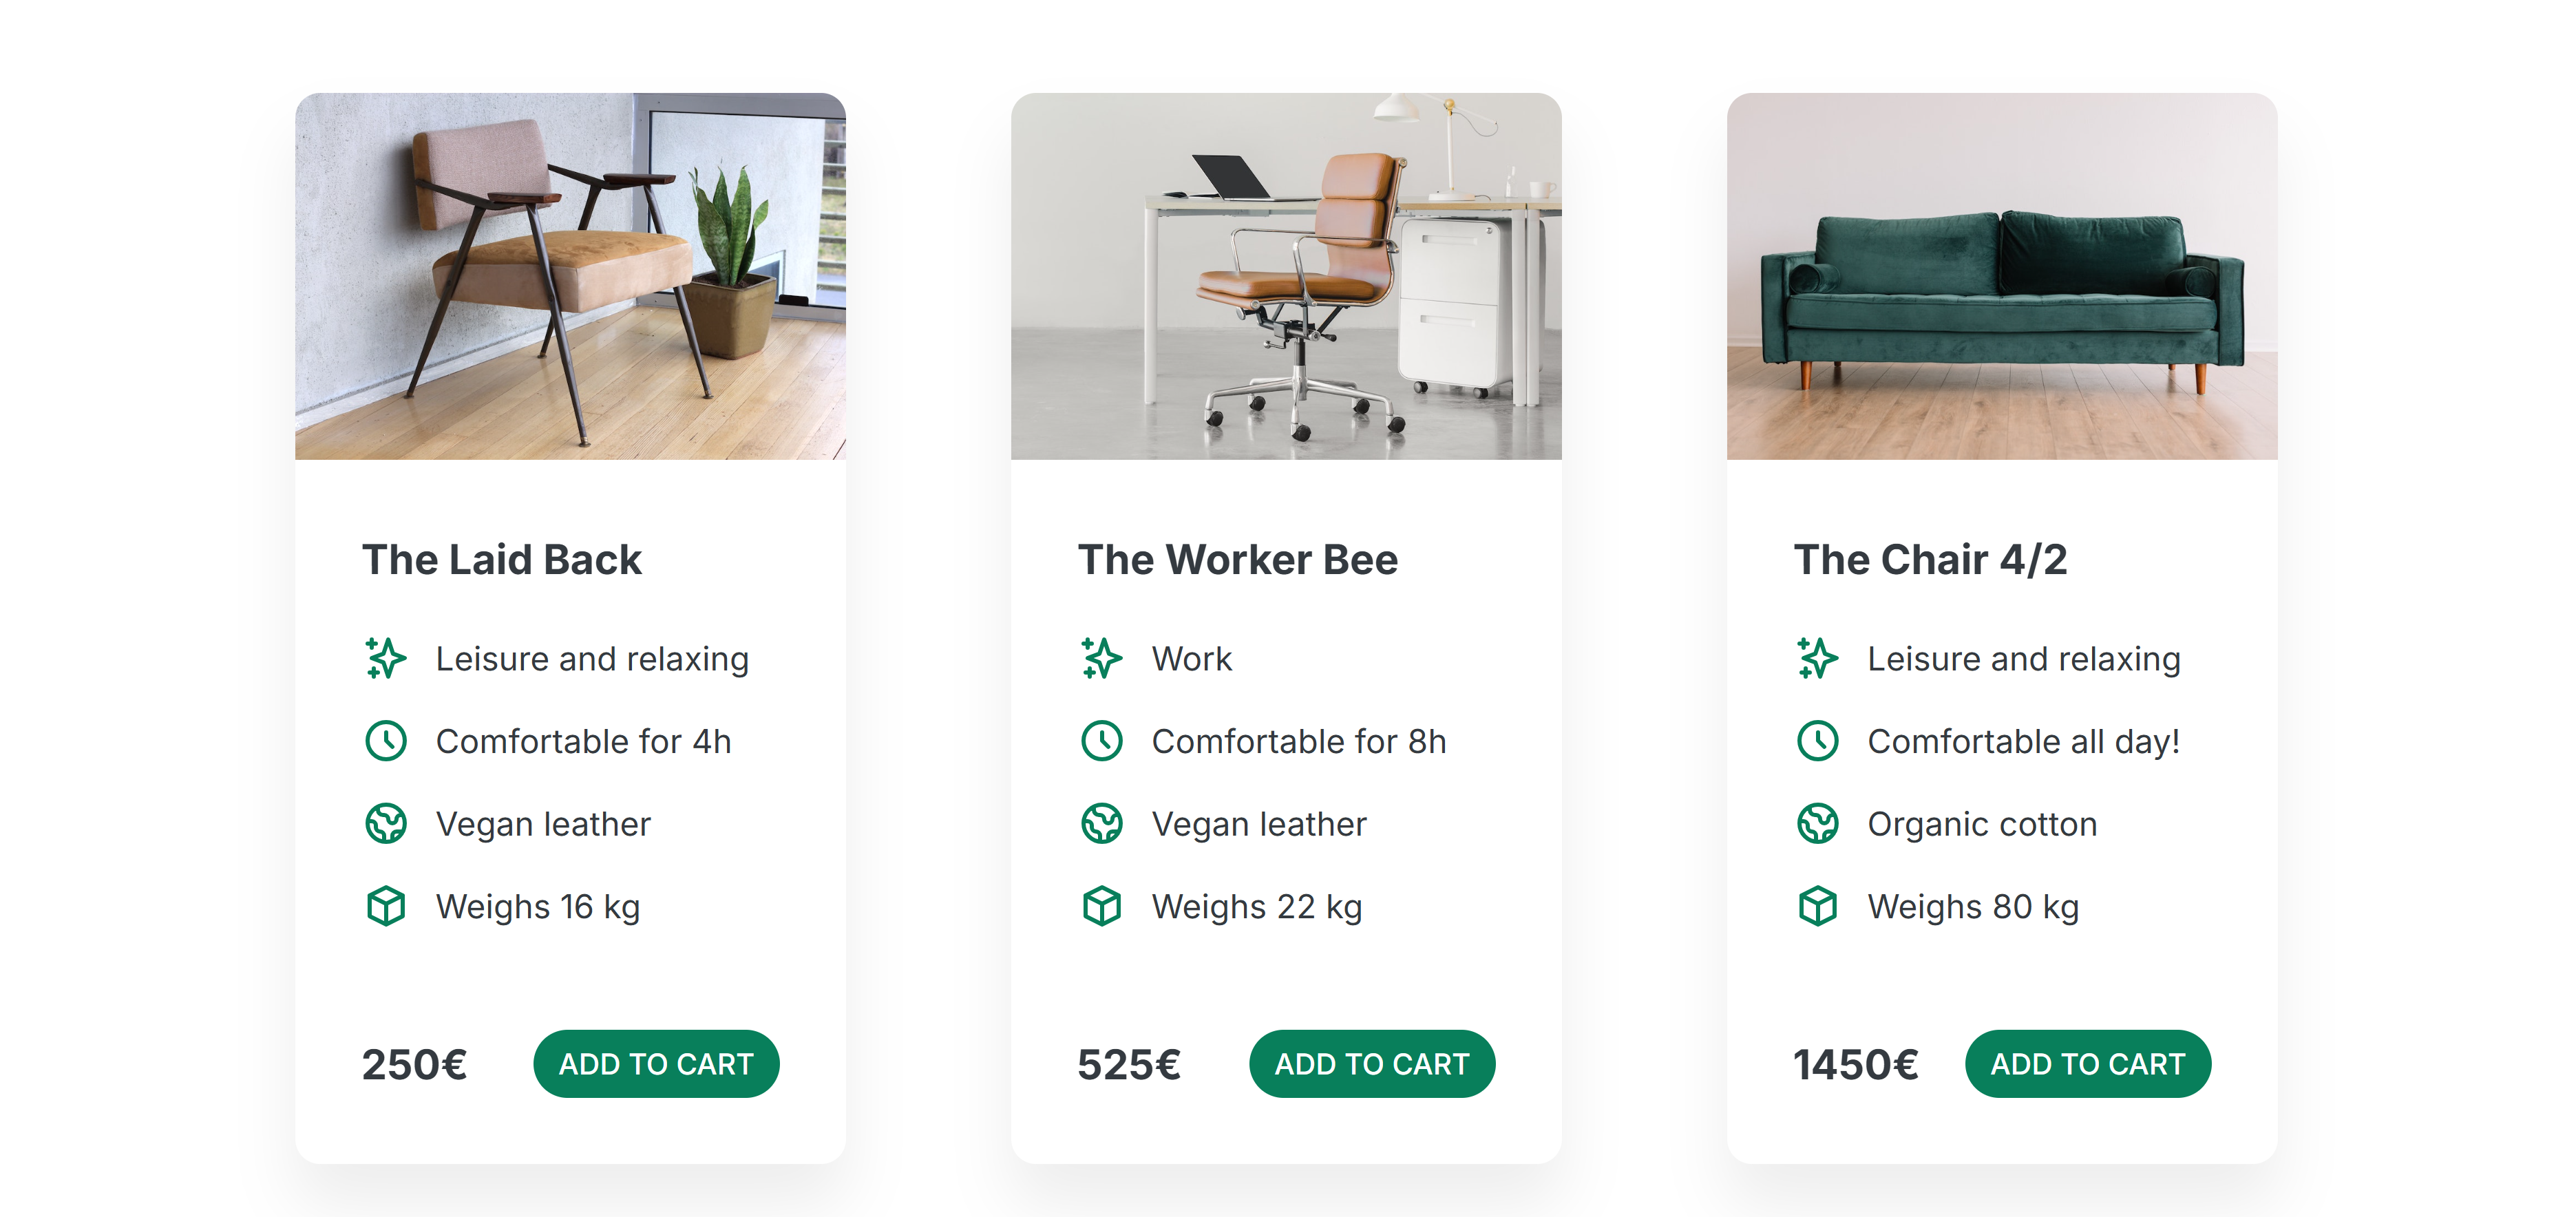 The Laid Back
Leisure and relaxing
Comfortable for 4h
Vegan leather
Weighs 16 kg
250€
ADD TO CART
The Worker Bee
Work
Comfortable for 8h
Vegan leather
Weighs 22 kg
525€
ADD TO CART
The Chair 4/2
Leisure and relaxing
Comfortable all day!
Organic cotton
Weighs 80 kg
1450€
ADD TO CART